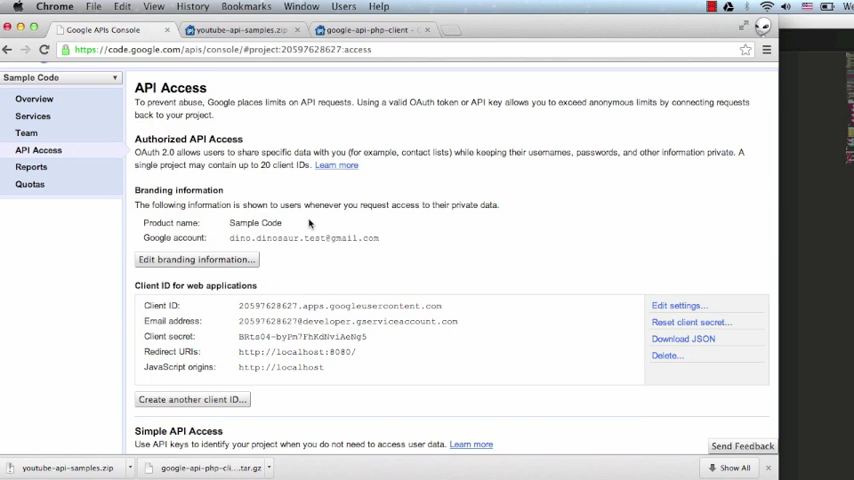 Chrome File Edit View History Bookmarks Window Users Help
Google APIs Console youtube-api-samples.zip google-api-php-client -
https://code.google.com/apis/console/#project:20597628627:access
Sample Code
Overview
Services
Team
API Access
Reports
Quotas
API Access
To prevent abuse, Google places limits on API requests. Using a valid OAuth token or API key allows you to exceed anonymous limits by connecting requests
back to your project.
Authorized API Access
OAuth 2.0 allows users to share specific data with you (for example, contact lists) while keeping their usernames, passwords, and other information private. A
single project may contain up to 20 client IDs. Learn more
Branding information
The following information is shown to users whenever you request access to their private data.
Product name: Sample Code
Google account: dino.dinosaur.test@gmail.com
Edit branding information...
Client ID for web applications
Client ID: 20597628627.apps.googleusercontent.com
Email address: 20597628627@developer.gserviceaccount.com
Client secret: BRts04-byPm7FhKdNviAeNg5
Redirect URIs: http://localhost:8080/
JavaScript origins: http://localhost
Edit settings...
Reset client secret...
Download JSON
Delete...
Create another client ID...
Simple API Access
Use API keys to identify your project when you do not need to access user data. Learn more
Send Feedback
youtube-api-samples.zip google-api-php-cli....tar.gz Show All